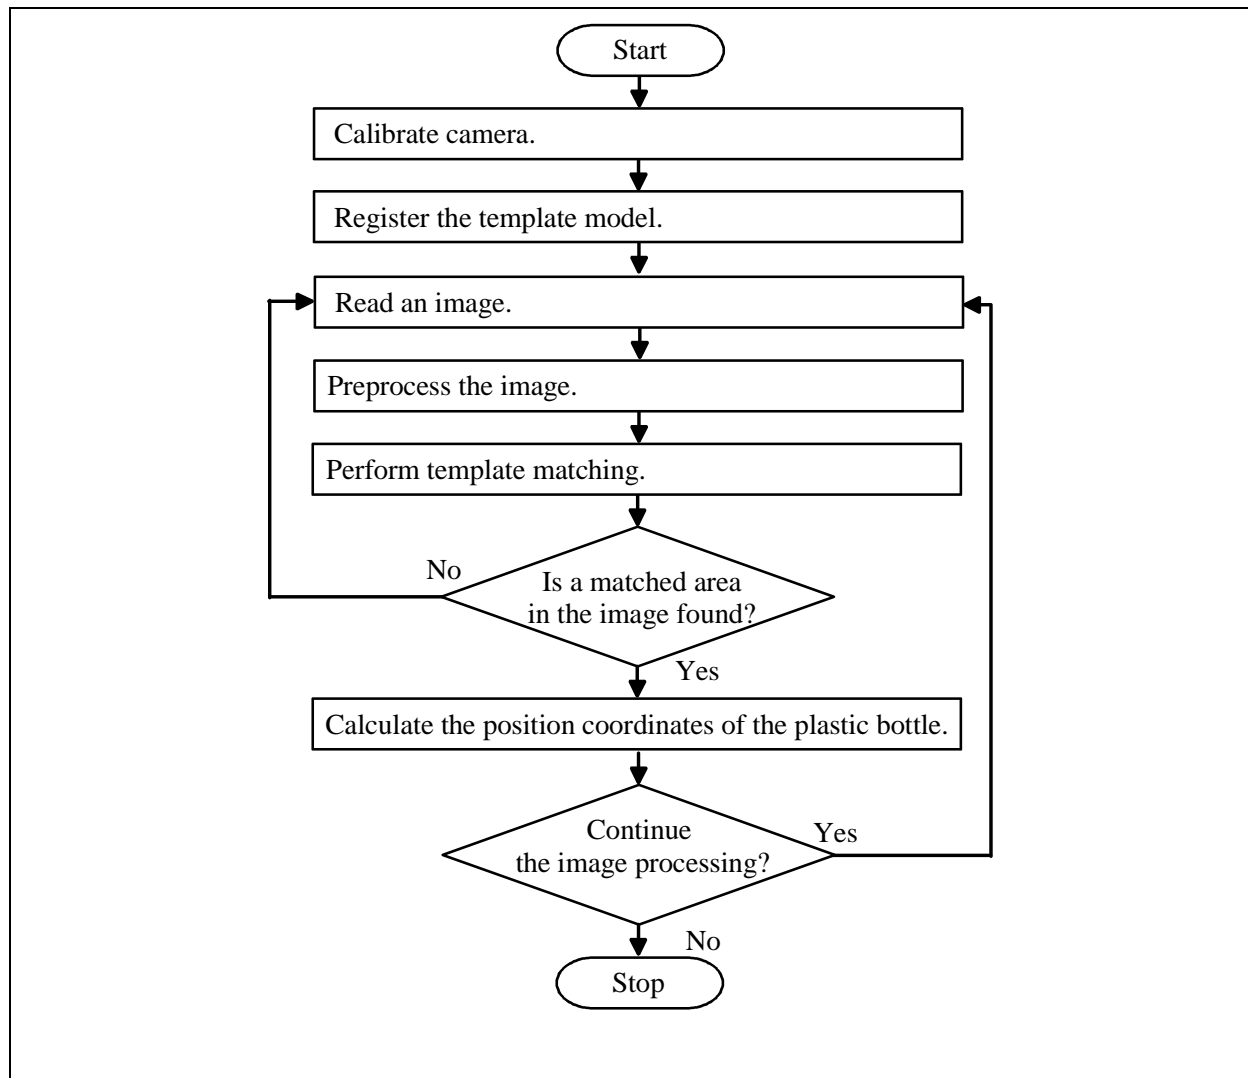 Start
Calibrate camera.
Register the template model.
Read an image.
Preprocess the image.
Perform template matching.
No
Is a matched area
in the image found?
Yes
Calculate the position coordinates of the plastic bottle.
Continue
the image processing?
Yes
No
Stop